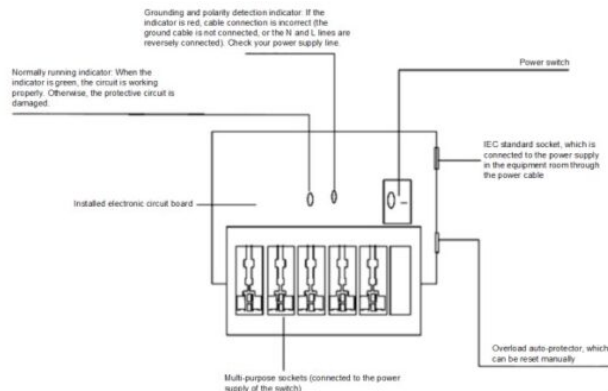 Grounding and polarity detection indicator: If the
indicator is red, cable connection is incorrect (the
ground cable is not connected, or the N and L lines are
reversely connected). Check your power supply line.
Normally running indicator: When the
indicator is green, the circuit is working
properly. Otherwise, the protective circuit is
damaged.
Power switch
IEC standard socket, which is
connected to the power supply
in the equipment room through
the power cable
Installed electronic circuit board
Overload auto-protector, which
can be reset manually
Multi-purpose sockets (connected to the power
supply of the switch)